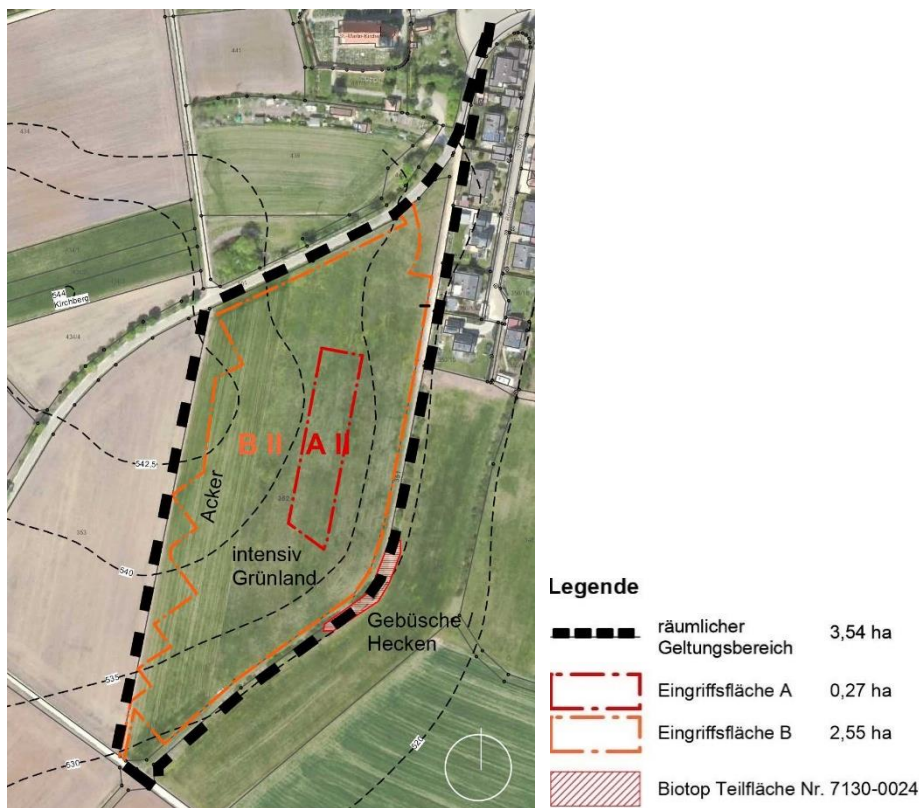 544
Kirchberg
B II
A II
542,5
Acker
540
intensiv
Grünland
Gebüsche /
Hecken
535
530
Legende
räumlicher
Geltungsbereich 3,54 ha
Eingriffsfläche A 0,27 ha
Eingriffsfläche B 2,55 ha
Biotop Teilfläche Nr. 7130-0024